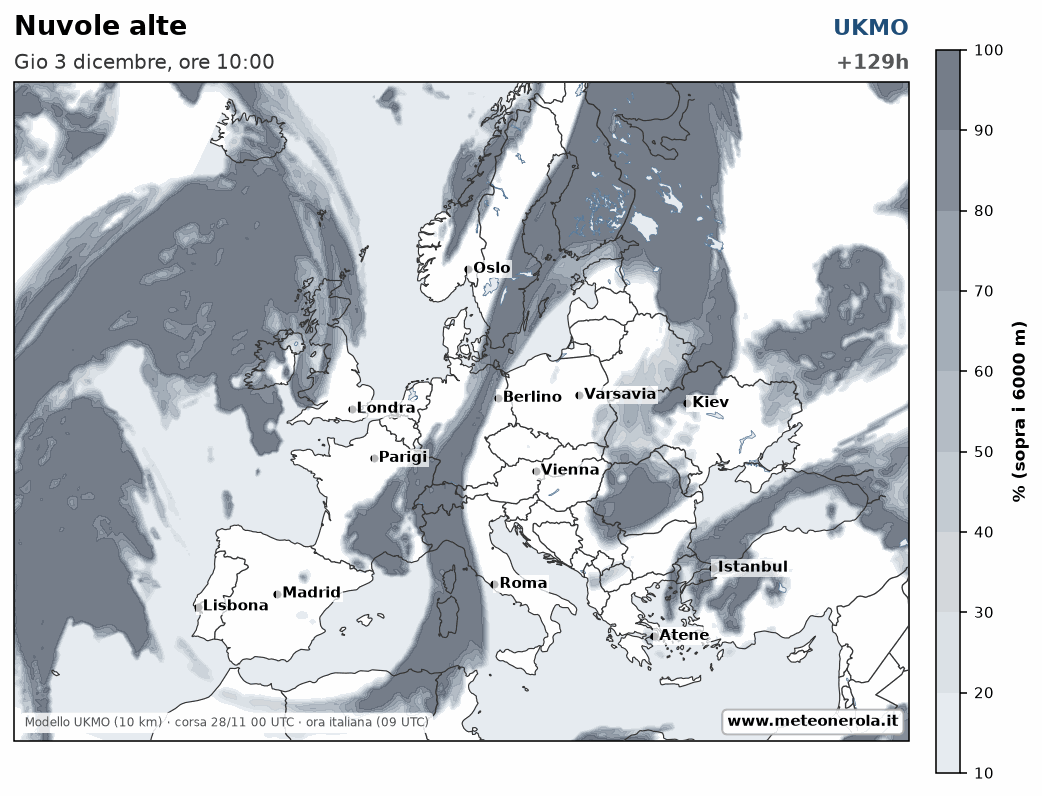 Nuvole alte
UKMO
Gio 3 dicembre, ore 10:00
+129h
100
90
80
70
60
50
40
30
20
10
% (sopra i 6000 m)
Oslo
Berlino
Varsavia
Kiev
Londra
Parigi
Vienna
Istanbul
Roma
Madrid
Lisbona
Atene
Modello UKMO (10 km) · corsa 28/11 00 UTC · ora italiana (09 UTC)
www.meteonerola.it